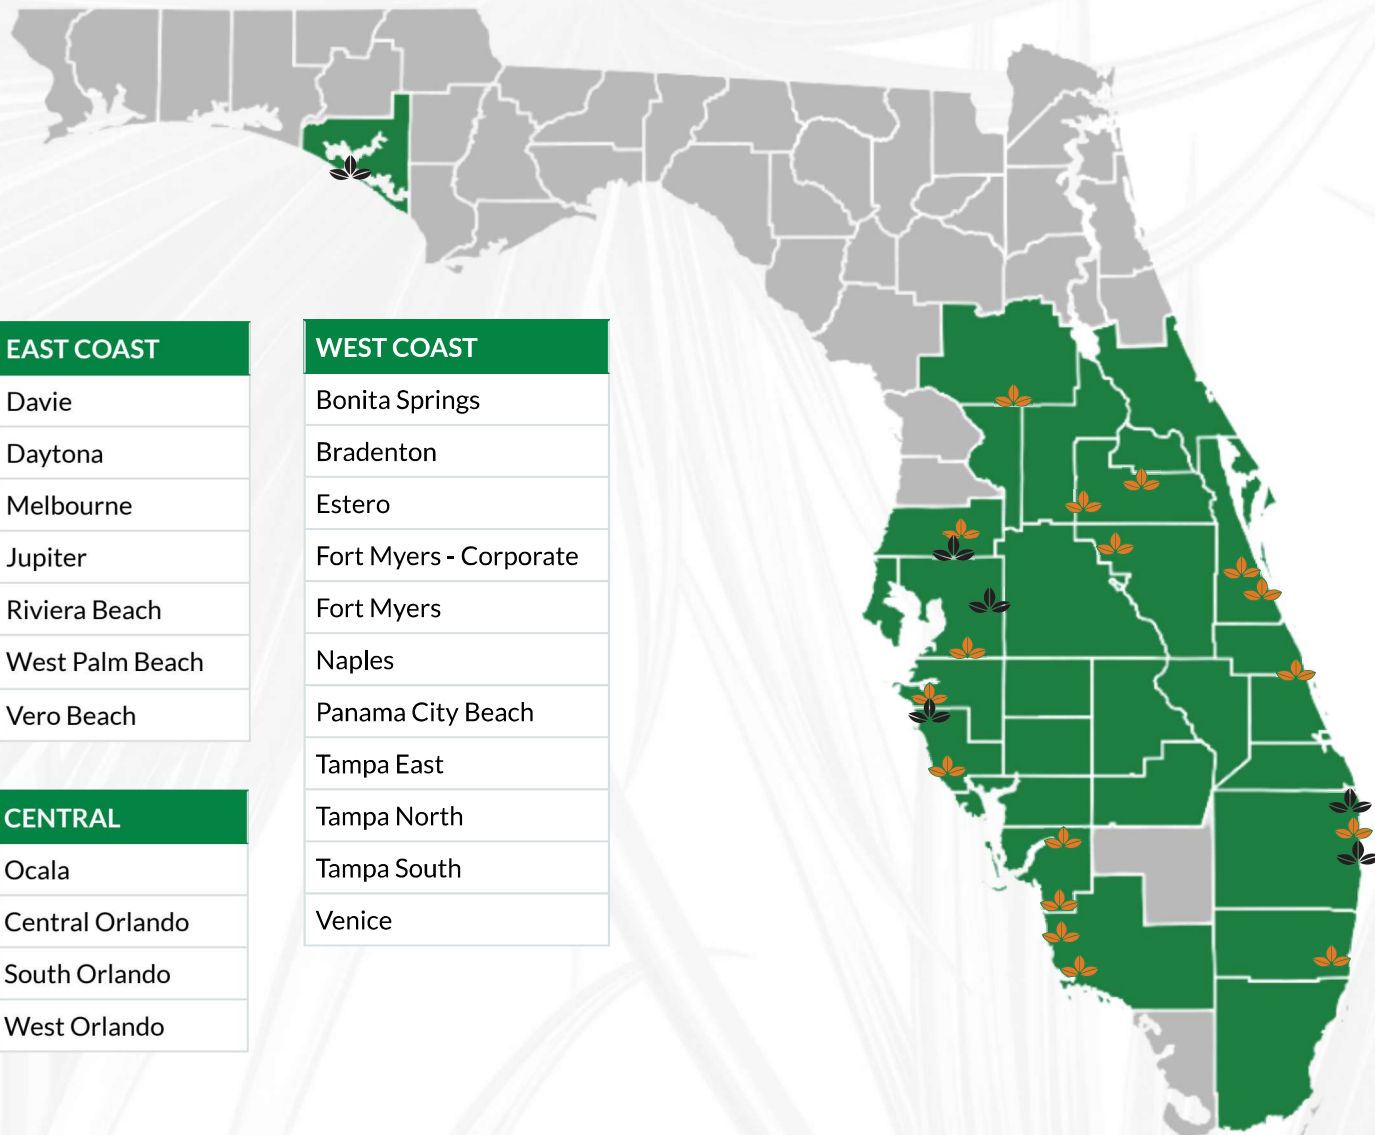 EAST COAST
Davie
Daytona
Melbourne
Jupiter
Riviera Beach
West Palm Beach
Vero Beach
CENTRAL
Ocala
Central Orlando
South Orlando
West Orlando
WEST COAST
Bonita Springs
Bradenton
Estero
Fort Myers - Corporate
Fort Myers
Naples
Panama City Beach
Tampa East
Tampa North
Tampa South
Venice